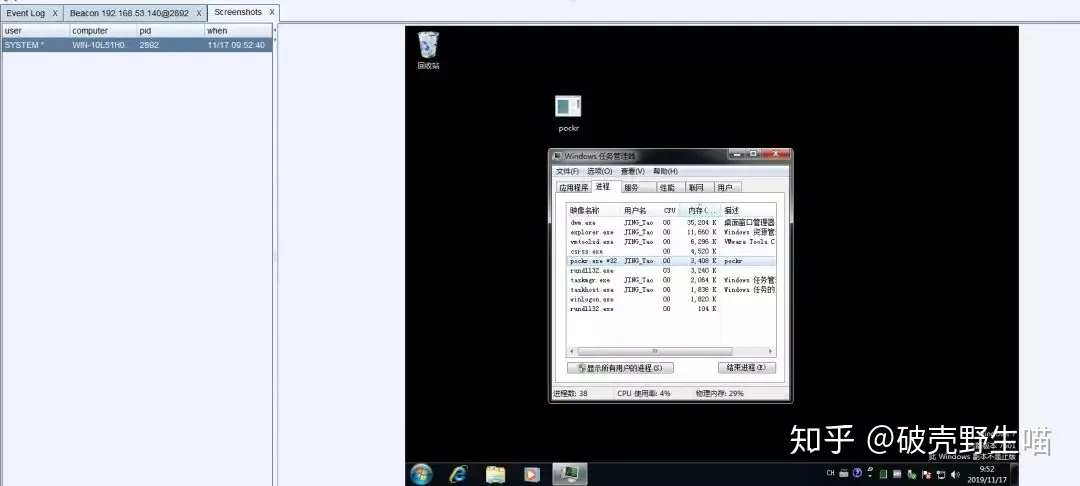 Event Log X Beacon 192.168.53.140@2892 X Screenshots X
user computer pid when
SYSTEM * WIN-10L51H0... 2892 11/17 09:52:40
回收站
pockr
Windows 任务管理器
文件(F) 选项(O) 查看(V) 帮助(H)
应用程序 进程 服务 性能 联网 用户
映像名称 用户名 CPU 内存(... 描述
dwm.exe JING_Tao 00 35,204 K 桌面窗口管理器
explorer.exe JING_Tao 00 11,660 K Windows 资源管
vmtoolsd.exe JING_Tao 00 6,296 K VMware Tools C
csrss.exe 00 4,520 K
pockr.exe *32 JING_Tao 00 3,408 K pockr
rundll32.exe 03 3,240 K
taskmgr.exe JING_Tao 00 2,064 K Windows 任务管
taskhost.exe JING_Tao 00 1,836 K Windows 任务的
winlogon.exe 00 1,820 K
rundll32.exe 00 104 K
显示所有用户的进程(S) 结束进程(E)
进程数: 38 CPU 使用率: 4% 物理内存: 29%
知乎 @破壳野生喵
此 Windows 副本不是正版
CH 9:52
2019/11/17